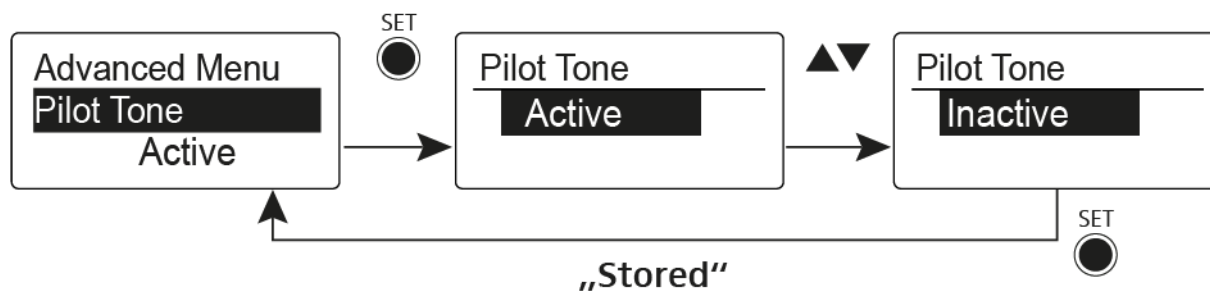 SET
Advanced Menu
Pilot Tone
Active
Pilot Tone
Active
▲▼
Pilot Tone
Inactive
SET
„Stored“